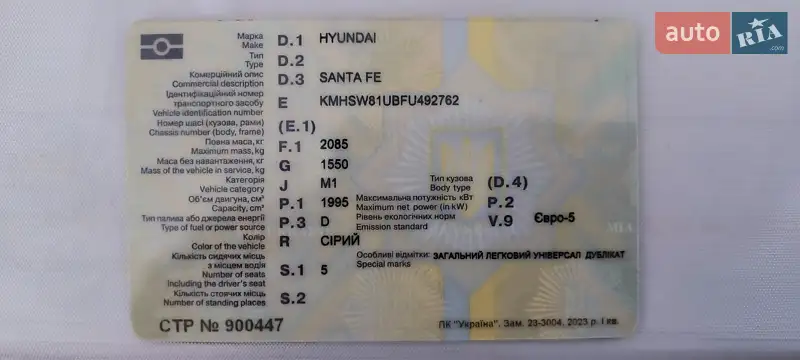 auto RIA.com
Марка
Make D.1 HYUNDAI
Тип
Type D.2
Комерційний опис
Commercial description D.3 SANTA FE
Ідентифікаційний номер
транспортного засобу
Vehicle identification number E KMHSW81UBFU492762
Номер шасі (кузова, рами)
Chassis number (body, frame) (E.1)
Повна маса, кг
Maximum mass, kg F.1 2085
Маса без навантаження, кг
Mass of the vehicle in service, kg G 1550
Категорія
Vehicle category J M1
Тип кузова
Body type (D.4)
Об'єм двигуна, см³
Capacity, cm³ P.1 1995
Максимальна потужність кВт
Maximum net power (in kW) P.2
Тип палива або джерела енергії
Type of fuel or power source P.3 D
Рівень екологічних норм
Emission standard V.9 Євро-5
Колір
Color of the vehicle R СІРИЙ
Особливі відмітки: ЗАГАЛЬНИЙ ЛЕГКОВИЙ УНІВЕРСАЛ ДУБЛІКАТ
Special marks
Кількість сидячих місць
з місцем водія
Number of seats
Including the driver's seat S.1 5
Кількість стоячих місць
Number of standing places S.2
СТР № 900447
ПК "Україна". Зам. 23-3004, 2023 р. І кв.